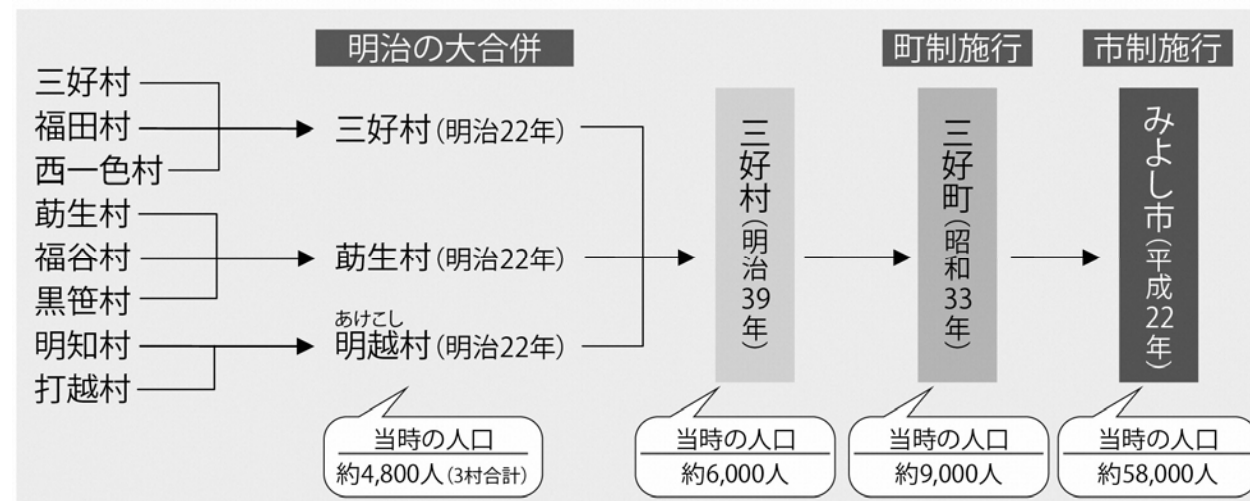 明治の大合併
町制施行
市制施行
三好村
福田村
西一色村
莇生村
福谷村
黒笹村
明知村
打越村
三好村(明治22年)
莇生村(明治22年)
あけこし
明越村(明治22年)
三好村(明治39年)
三好町(昭和33年)
みよし市(平成22年)
当時の人口
約4,800人(3村合計)
当時の人口
約6,000人
当時の人口
約9,000人
当時の人口
約58,000人